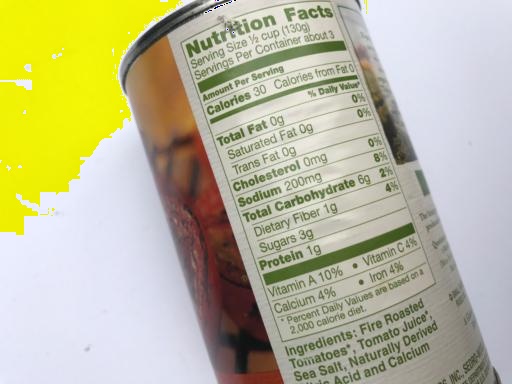 Nutrition Facts
Serving Size ½ cup (130g)
Servings Per Container about 3
Amount Per Serving
Calories 30 Calories from Fat 0
% Daily Value*
Total Fat 0g 0%
Saturated Fat 0g 0%
Trans Fat 0g
Cholesterol 0mg 0%
Sodium 200mg 8%
Total Carbohydrate 6g 2%
Dietary Fiber 1g 4%
Sugars 3g
Protein 1g
Vitamin A 10% • Vitamin C 4%
Calcium 4% • Iron 4%
* Percent Daily Values are based on a
2,000 calorie diet.
Ingredients: Fire Roasted
Tomatoes*, Tomato Juice*,
Sea Salt, Naturally Derived
Acid and Calcium